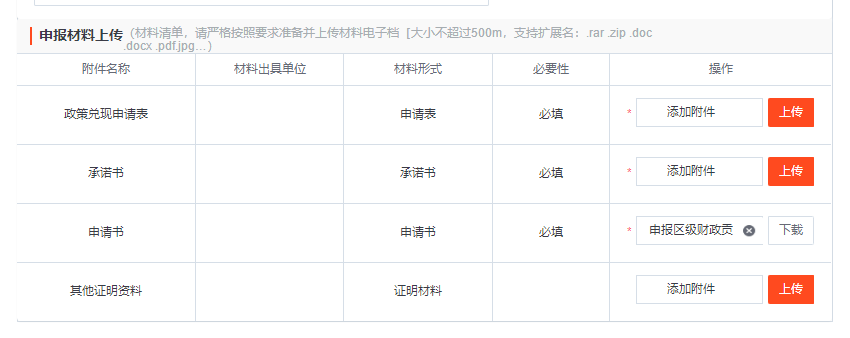 申报材料上传 (材料清单，请严格按照要求准备并上传材料电子档 [大小不超过500m，支持扩展名：.rar .zip .doc
.docx .pdf.jpg...)
附件名称 材料出具单位 材料形式 必要性 操作
政策兑现申请表 申请表 必填 * 添加附件 上传
承诺书 承诺书 必填 * 添加附件 上传
申请书 申请书 必填 * 申报区级财政贡 下载
其他证明资料 证明材料 添加附件 上传